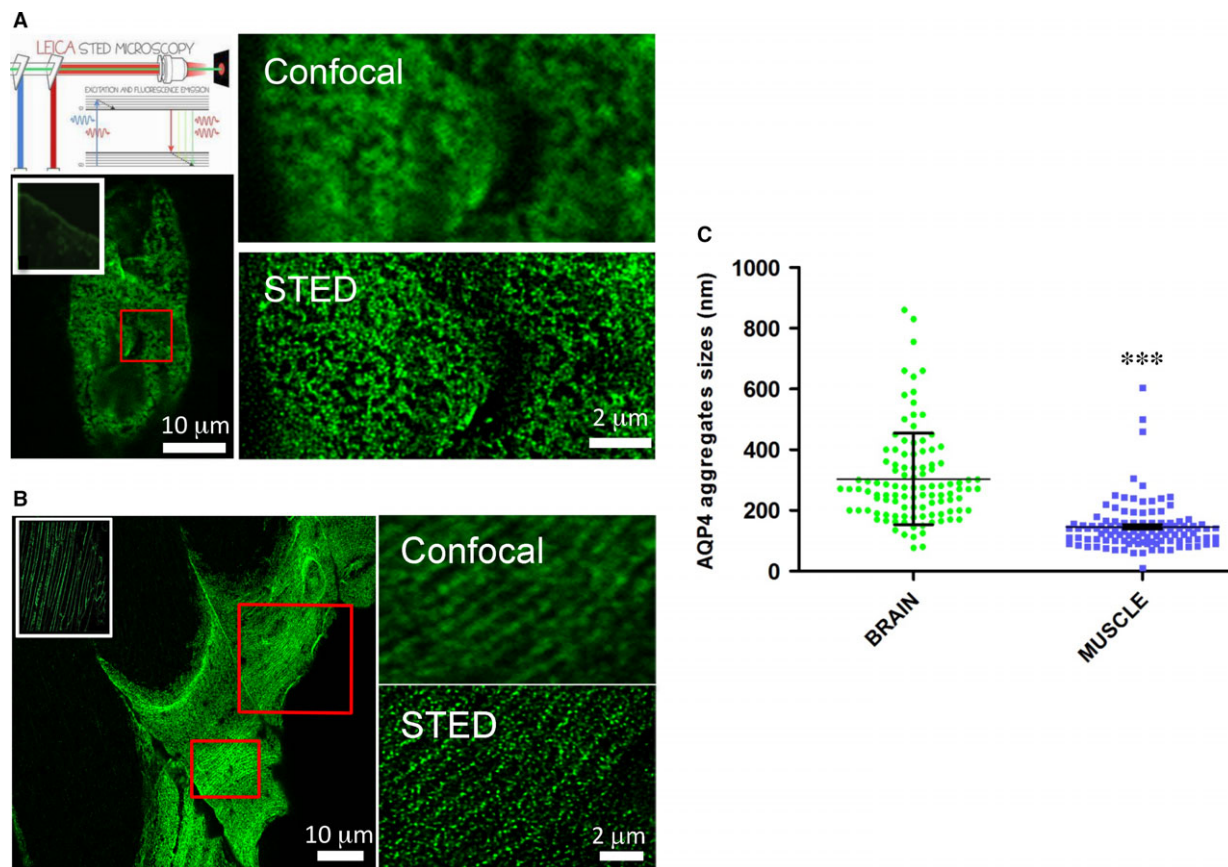 A
LEICA STED MICROSCOPY
EXCITATION AND FLUORESCENCE EMISSION
Confocal
STED
10 μm
2 μm
B
Confocal
STED
10 μm
2 μm
C
AQP4 aggregates sizes (nm)
1000
800
600
400
200
0
***
BRAIN
MUSCLE